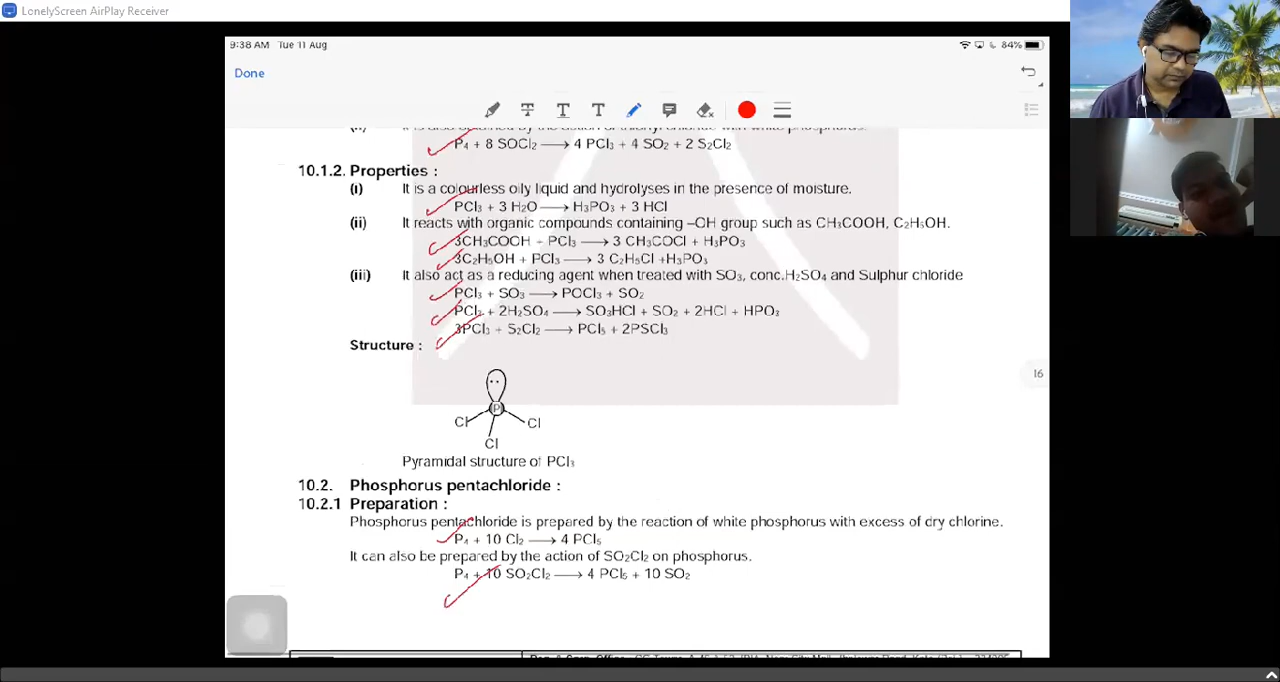 LonelyScreen AirPlay Receiver
9:38 AM Tue 11 Aug
84%
Done
P₄ + 8 SOCl₂ ⟶ 4 PCl₃ + 4 SO₂ + 2 S₂Cl₂
10.1.2. Properties :
(i) It is a colourless oily liquid and hydrolyses in the presence of moisture.
PCl₃ + 3 H₂O ⟶ H₃PO₃ + 3 HCl
(ii) It reacts with organic compounds containing –OH group such as CH₃COOH, C₂H₅OH.
3CH₃COOH + PCl₃ ⟶ 3 CH₃COCl + H₃PO₃
3C₂H₅OH + PCl₃ ⟶ 3 C₂H₅Cl +H₃PO₃
(iii) It also act as a reducing agent when treated with SO₃, conc.H₂SO₄ and Sulphur chloride
PCl₃ + SO₃ ⟶ POCl₃ + SO₂
PCl₃ + 2H₂SO₄ ⟶ SO₃HCl + SO₂ + 2HCl + HPO₃
3PCl₃ + S₂Cl₂ ⟶ PCl₅ + 2PSCl₃
Structure :
16
P
Cl Cl
Cl
Pyramidal structure of PCl₃
10.2. Phosphorus pentachloride :
10.2.1 Preparation :
Phosphorus pentachloride is prepared by the reaction of white phosphorus with excess of dry chlorine.
P₄ + 10 Cl₂ ⟶ 4 PCl₅
It can also be prepared by the action of SO₂Cl₂ on phosphorus.
P₄ + 10 SO₂Cl₂ ⟶ 4 PCl₅ + 10 SO₂